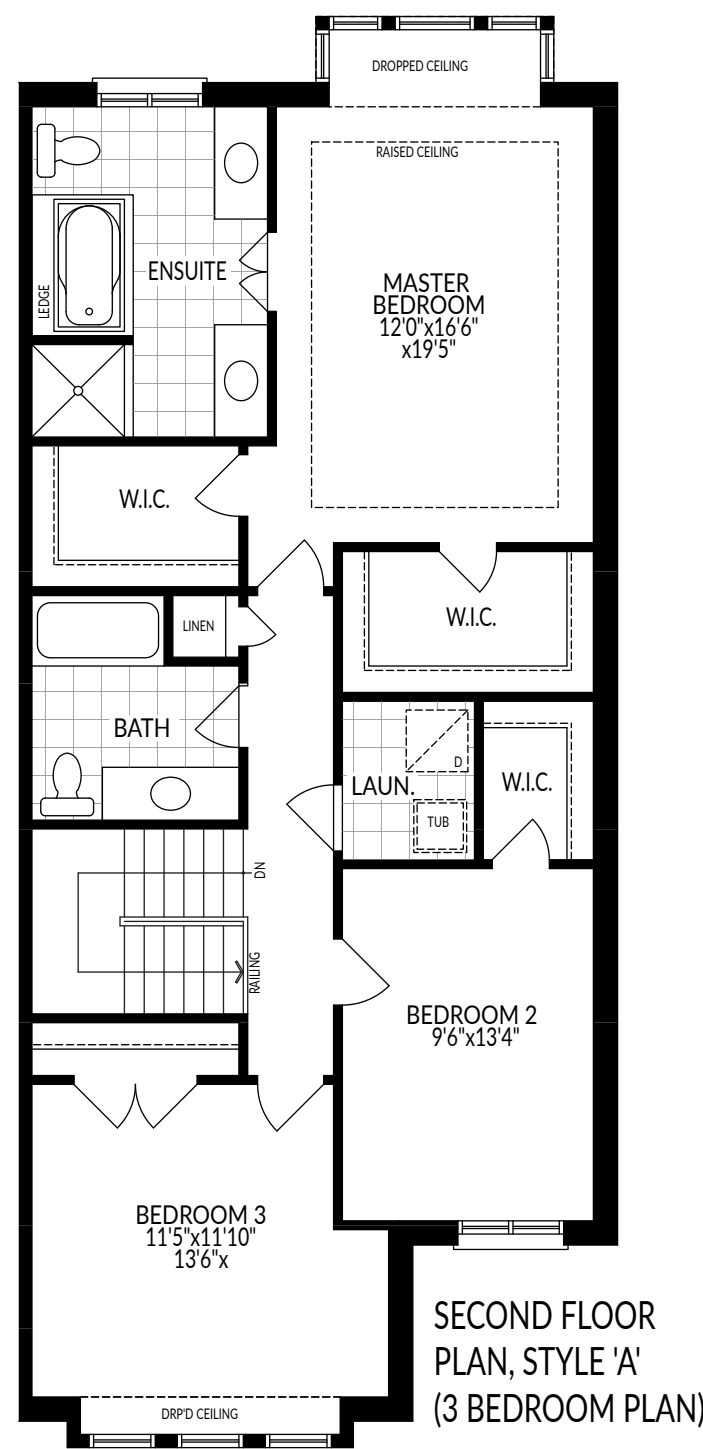 DROPPED CEILING
RAISED CEILING
ENSUITE
LEDGE
MASTER
BEDROOM
12'0"x16'6"
x19'5"
W.I.C.
W.I.C.
LINEN
BATH
LAUN.
D
TUB
W.I.C.
DN
RAILING
BEDROOM 2
9'6"x13'4"
BEDROOM 3
11'5"x11'10"
13'6"x
DRP'D CEILING
SECOND FLOOR
PLAN, STYLE 'A'
(3 BEDROOM PLAN)